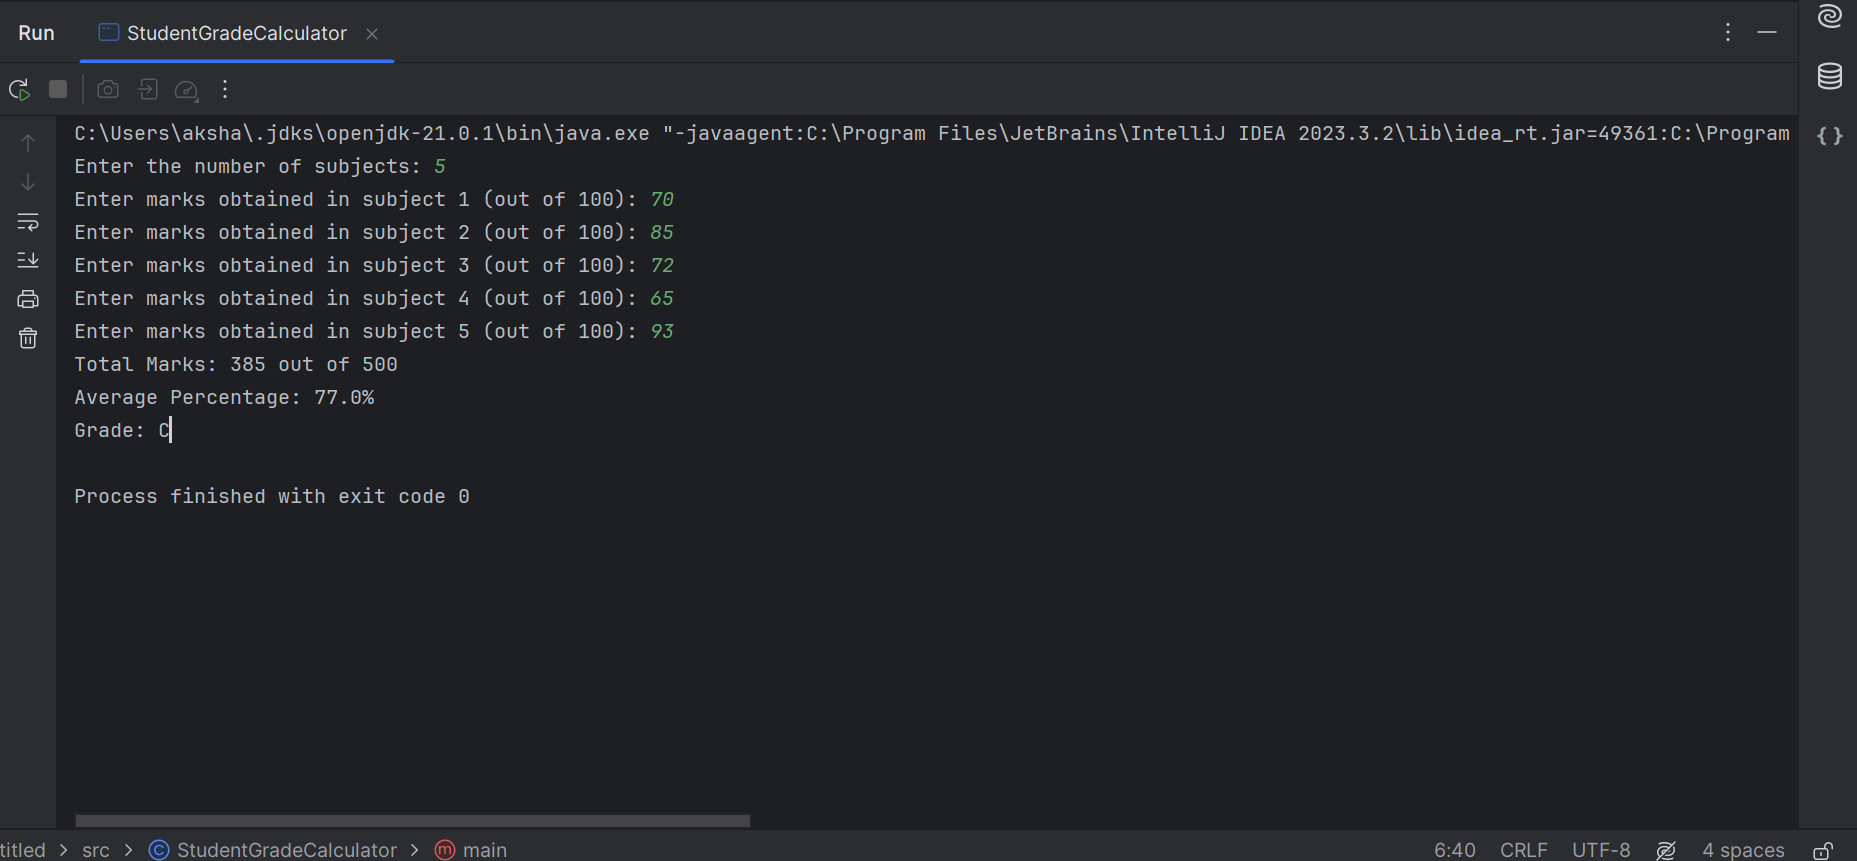 Run StudentGradeCalculator
C:\Users\aksha\.jdks\openjdk-21.0.1\bin\java.exe "-javaagent:C:\Program Files\JetBrains\IntelliJ IDEA 2023.3.2\lib\idea_rt.jar=49361:C:\Program
Enter the number of subjects: 5
Enter marks obtained in subject 1 (out of 100): 70
Enter marks obtained in subject 2 (out of 100): 85
Enter marks obtained in subject 3 (out of 100): 72
Enter marks obtained in subject 4 (out of 100): 65
Enter marks obtained in subject 5 (out of 100): 93
Total Marks: 385 out of 500
Average Percentage: 77.0%
Grade: C
Process finished with exit code 0
titled > src > StudentGradeCalculator > main 6:40 CRLF UTF-8 4 spaces